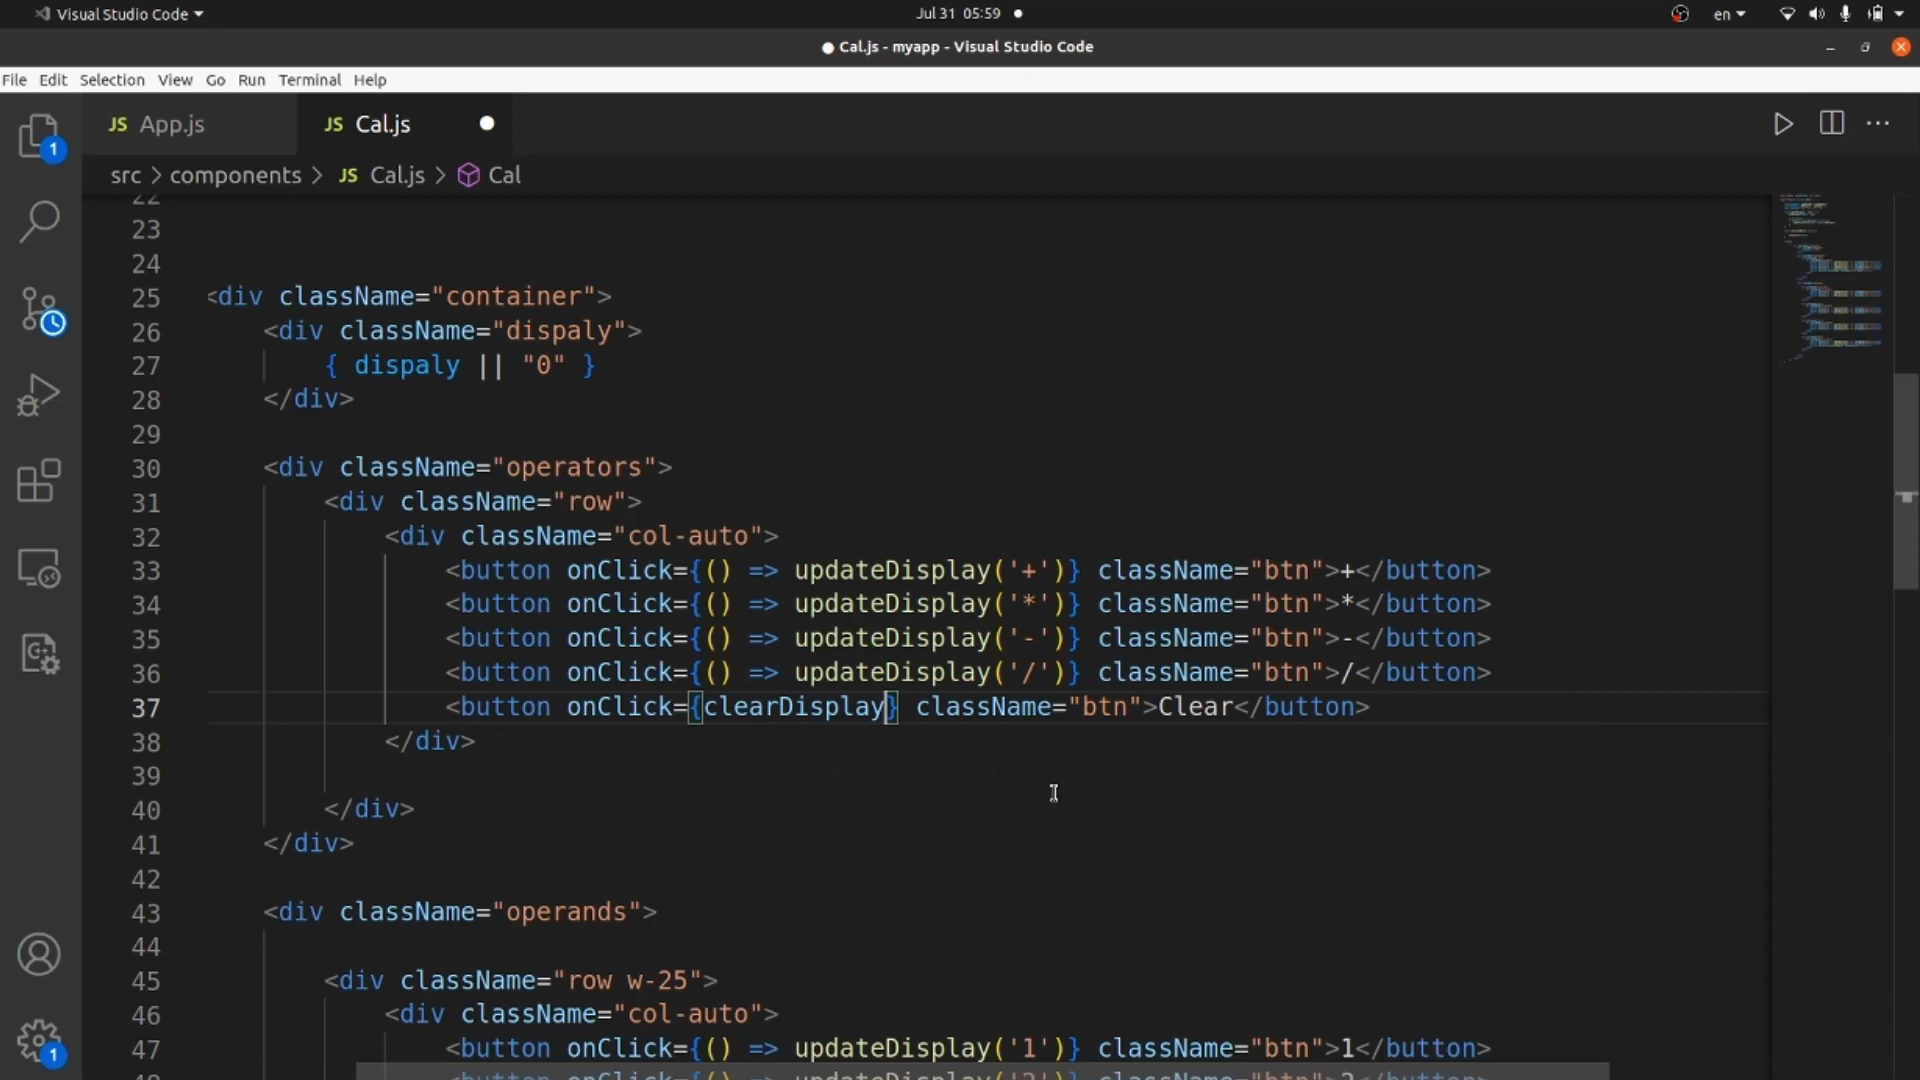 Visual Studio Code
Jul 31 05:59
en
Cal.js - myapp - Visual Studio Code
File Edit Selection View Go Run Terminal Help
JS App.js
JS Cal.js
src > components > JS Cal.js > Cal
22
23
24
25 <div className="container">
26 <div className="dispaly">
27 { dispaly || "0" }
28 </div>
29
30 <div className="operators">
31 <div className="row">
32 <div className="col-auto">
33 <button onClick={() => updateDisplay('+')} className="btn">+</button>
34 <button onClick={() => updateDisplay('*')} className="btn">*</button>
35 <button onClick={() => updateDisplay('-')} className="btn">-</button>
36 <button onClick={() => updateDisplay('/')} className="btn">/</button>
37 <button onClick={clearDisplay} className="btn">Clear</button>
38 </div>
39
40 </div>
41 </div>
42
43 <div className="operands">
44
45 <div className="row w-25">
46 <div className="col-auto">
47 <button onClick={() => updateDisplay('1')} className="btn">1</button>
1
1